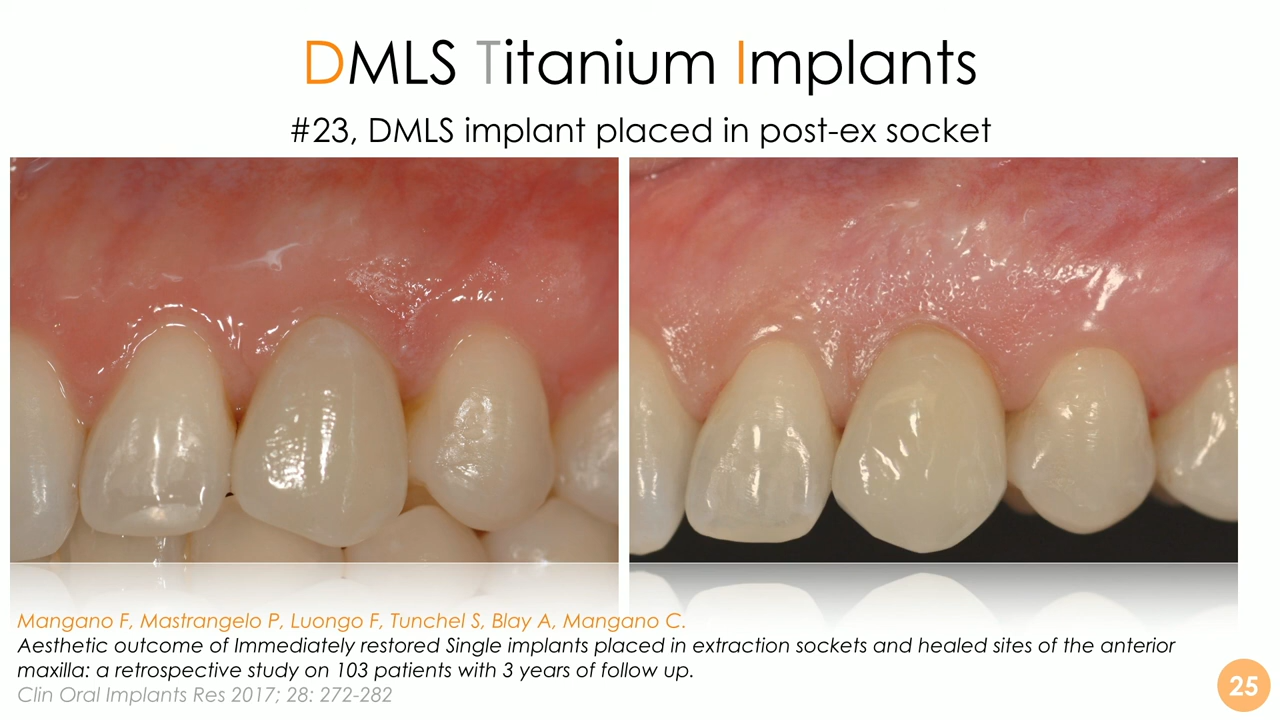 DMLS Titanium Implants
#23, DMLS implant placed in post-ex socket
Mangano F, Mastrangelo P, Luongo F, Tunchel S, Blay A, Mangano C.
Aesthetic outcome of Immediately restored Single implants placed in extraction sockets and healed sites of the anterior
maxilla: a retrospective study on 103 patients with 3 years of follow up.
Clin Oral Implants Res 2017; 28: 272-282
25